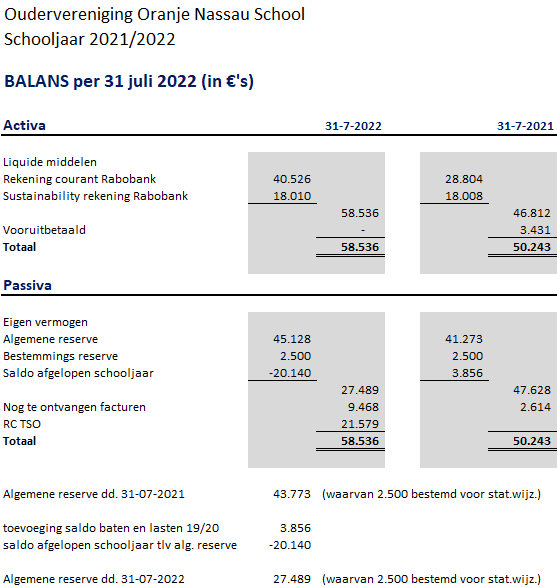 Oudervereniging Oranje Nassau School
Schooljaar 2021/2022
BALANS per 31 juli 2022 (in €'s)
Activa 31-7-2022 31-7-2021
Liquide middelen
Rekening courant Rabobank 40.526 28.804
Sustainability rekening Rabobank 18.010 18.008
58.536 46.812
Vooruitbetaald - 3.431
Totaal 58.536 50.243
Passiva
Eigen vermogen
Algemene reserve 45.128 41.273
Bestemmings reserve 2.500 2.500
Saldo afgelopen schooljaar -20.140 3.856
27.489 47.628
Nog te ontvangen facturen 9.468 2.614
RC TSO 21.579
Totaal 58.536 50.243
Algemene reserve dd. 31-07-2021 43.773 (waarvan 2.500 bestemd voor stat.wijz.)
toevoeging saldo baten en lasten 19/20 3.856
saldo afgelopen schooljaar tlv alg. reserve -20.140
Algemene reserve dd. 31-07-2022 27.489 (waarvan 2.500 bestemd voor stat.wijz.)